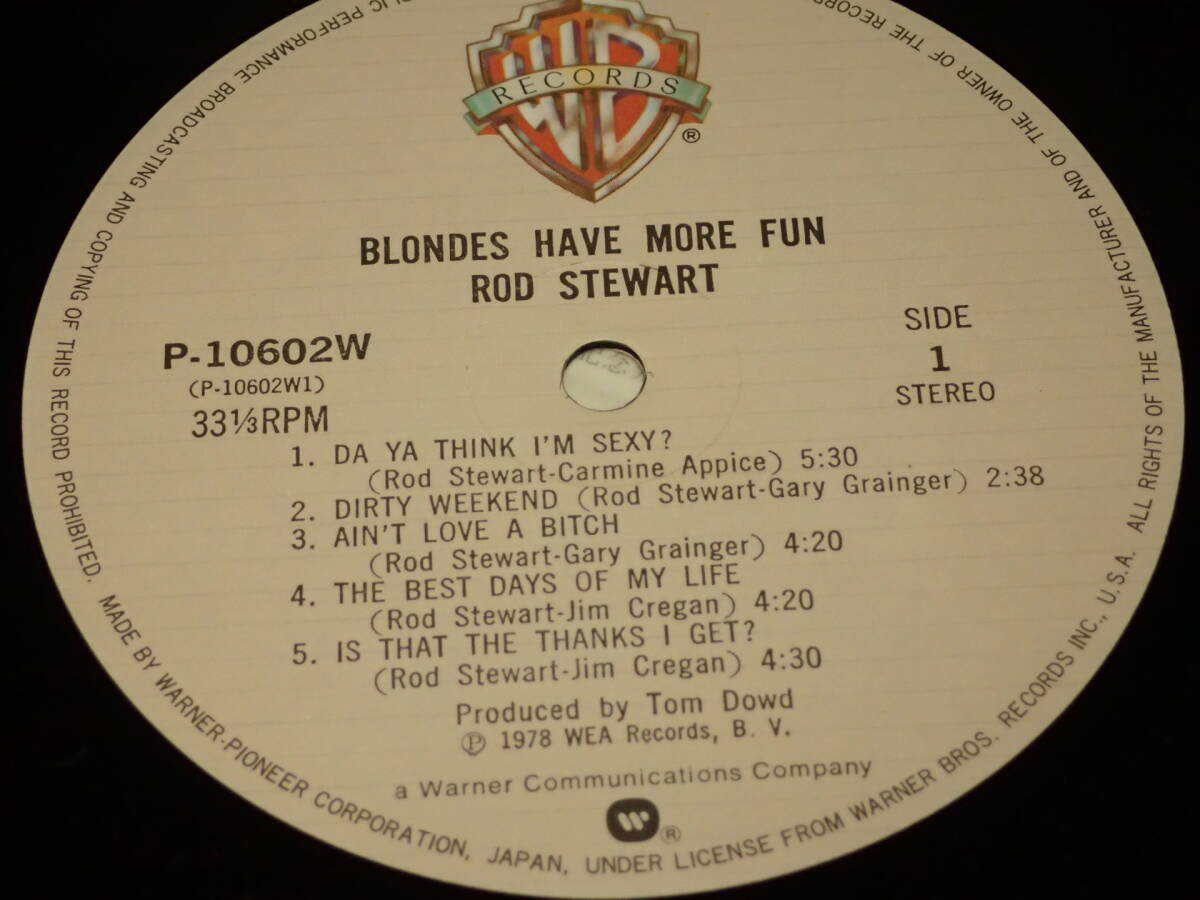 WB
RECORDS
®
BLONDES HAVE MORE FUN
ROD STEWART
P-10602W
(P-10602W1)
33⅓RPM
SIDE
1
STEREO
1. DA YA THINK I'M SEXY?
(Rod Stewart-Carmine Appice) 5:30
2. DIRTY WEEKEND (Rod Stewart-Gary Grainger) 2:38
3. AIN'T LOVE A BITCH
(Rod Stewart-Gary Grainger) 4:20
4. THE BEST DAYS OF MY LIFE
(Rod Stewart-Jim Cregan) 4:20
5. IS THAT THE THANKS I GET?
(Rod Stewart-Jim Cregan) 4:30
Produced by Tom Dowd
℗ 1978 WEA Records, B. V.
a Warner Communications Company
®
PERFORMANCE BROADCASTING AND COPYING OF THIS RECORD PROHIBITED. MADE BY WARNER-PIONEER CORPORATION, JAPAN, UNDER LICENSE FROM WARNER BROS. RECORDS INC., U.S.A. ALL RIGHTS OF THE MANUFACTURER AND OF THE OWNER OF THE